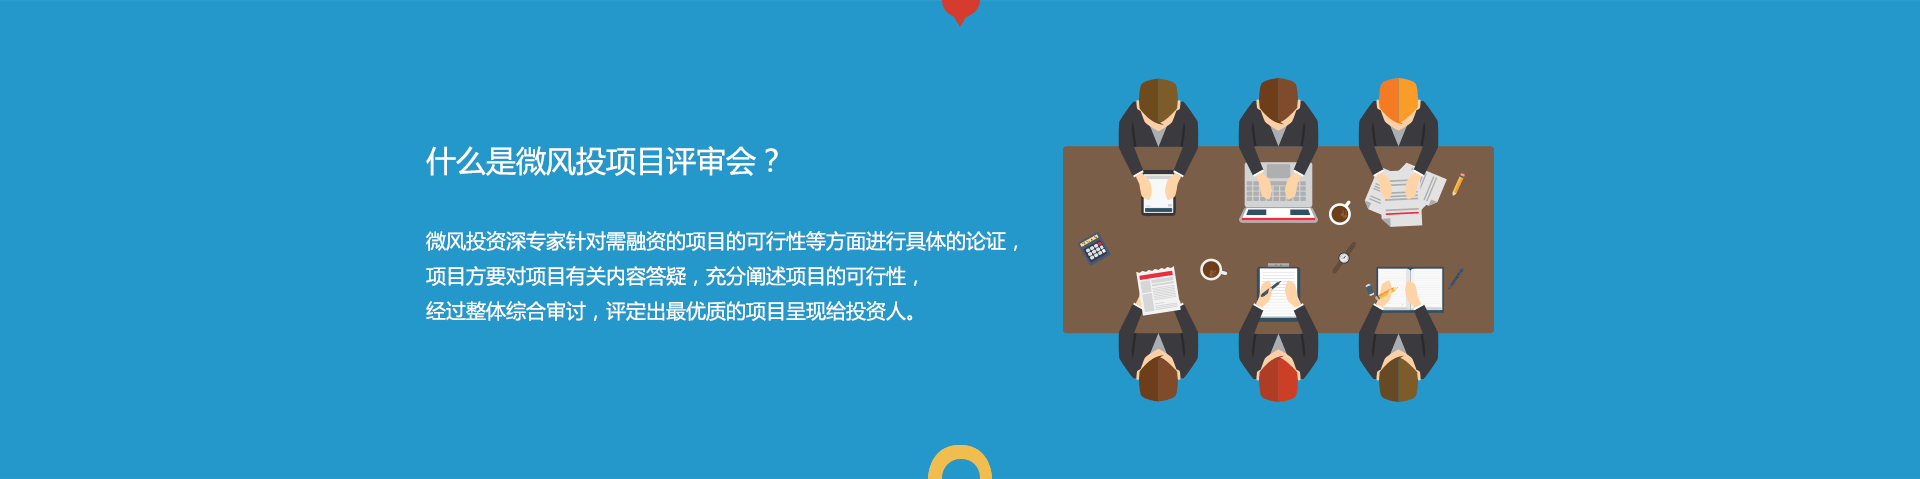 什么是微风投项目评审会？
微风投资深专家针对需融资的项目的可行性等方面进行具体的论证，
项目方要对项目有关内容答疑，充分阐述项目的可行性，
经过整体综合审讨，评定出最优质的项目呈现给投资人。